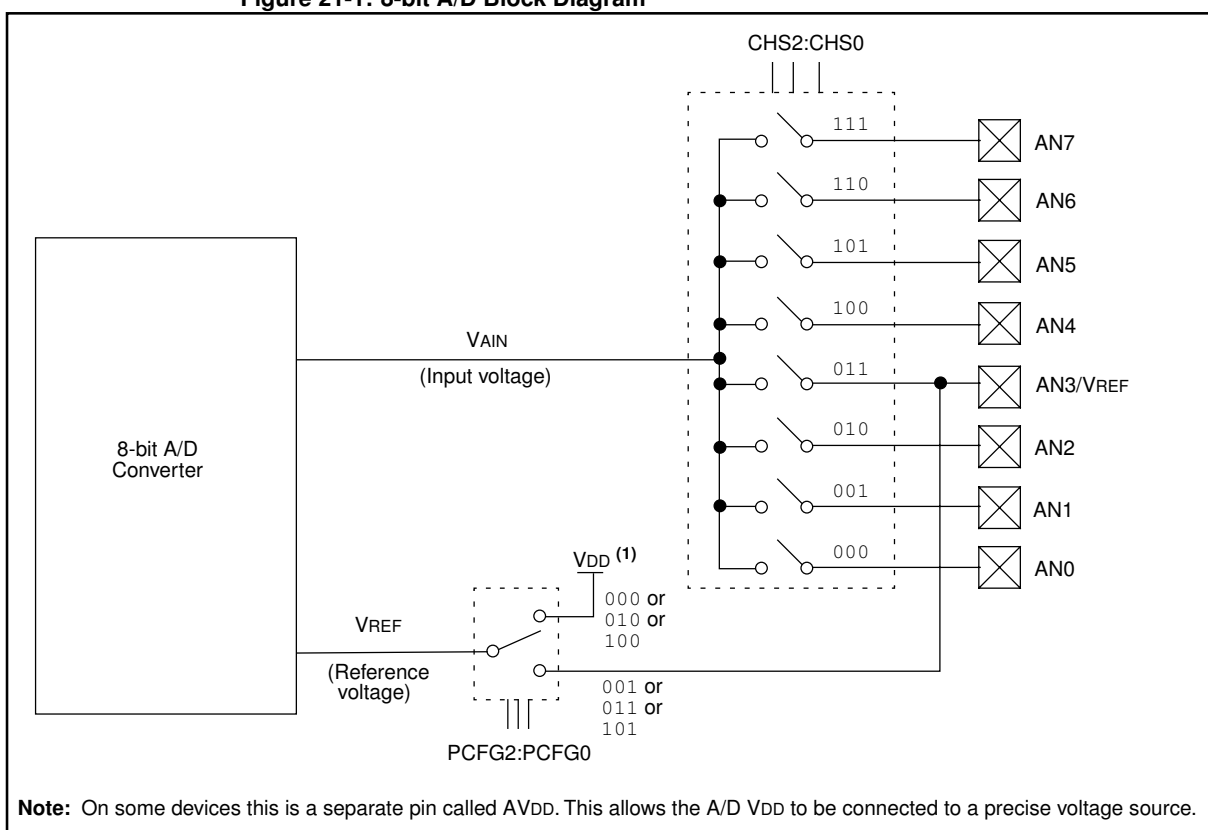 Figure 21-1: 8-bit A/D Block Diagram
CHS2:CHS0
111
AN7
110
AN6
101
AN5
100
AN4
VAIN
(Input voltage)
011
AN3/VREF
010
AN2
8-bit A/D
Converter
001
AN1
000
AN0
VDD (1)
000 or
010 or
100
VREF
(Reference
voltage)
001 or
011 or
101
PCFG2:PCFG0
Note: On some devices this is a separate pin called AVDD. This allows the A/D VDD to be connected to a precise voltage source.